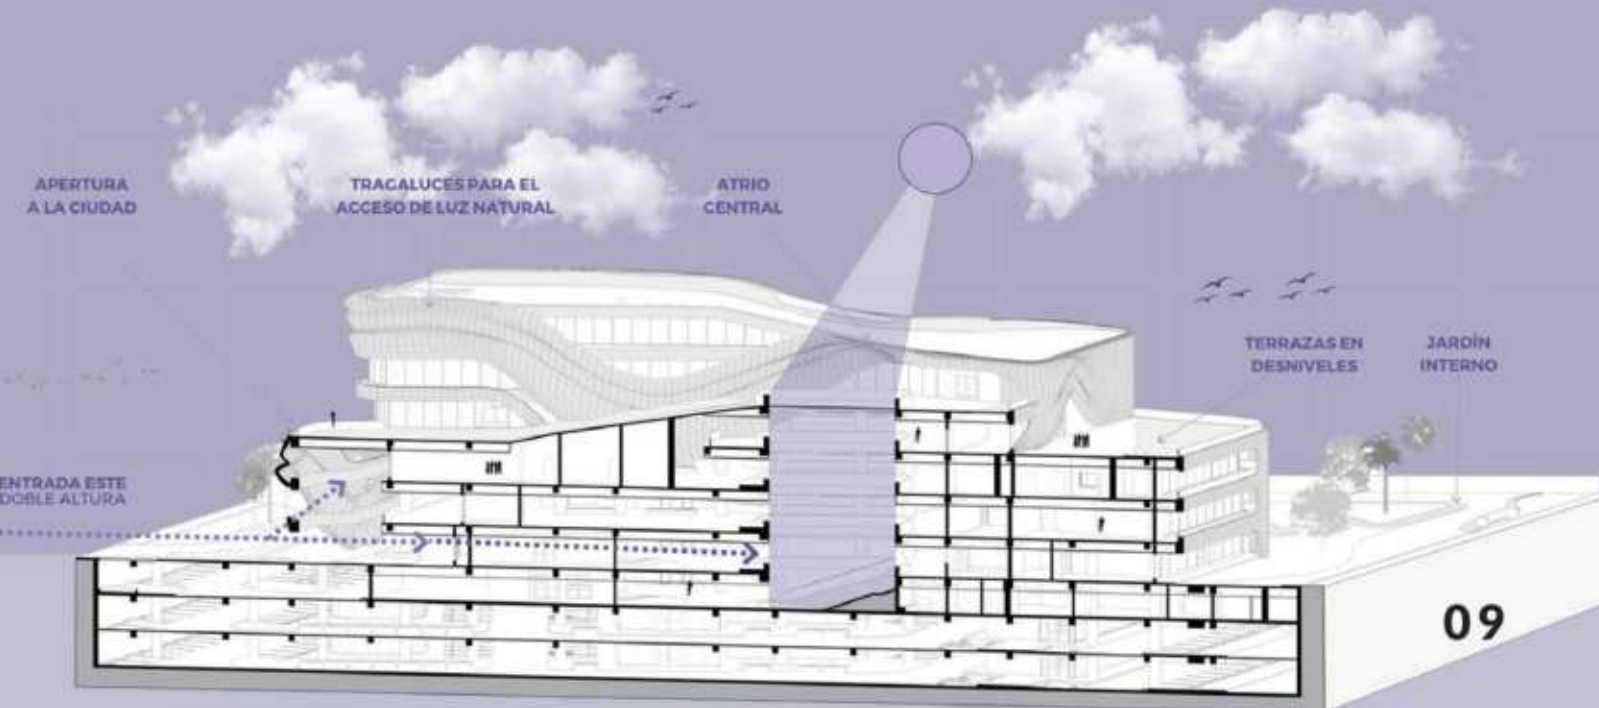 APERTURA
A LA CIUDAD
TRAGALUCES PARA EL
ACCESO DE LUZ NATURAL
ATRIO
CENTRAL
TERRAZAS EN
DESNIVELES
JARDÍN
INTERNO
ENTRADA ESTE
DOBLE ALTURA
09